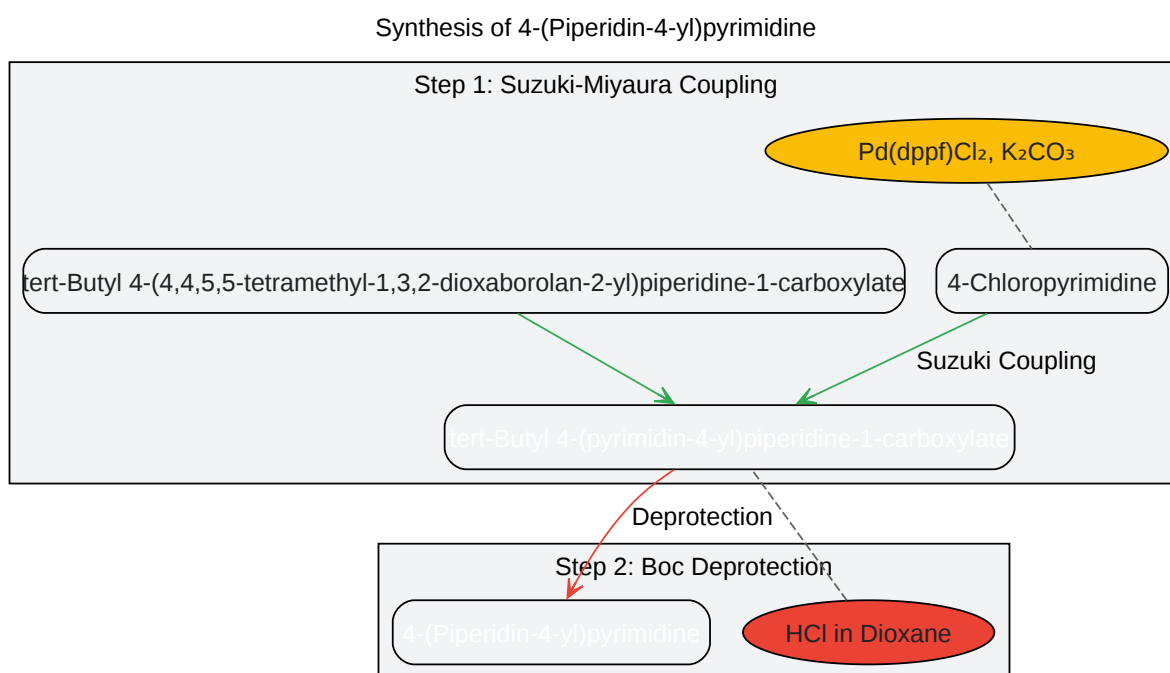 Synthesis of 4-(Piperidin-4-yl)pyrimidine
Step 1: Suzuki-Miyaura Coupling
Pd(dppf)Cl₂, K₂CO₃
tert-Butyl 4-(4,4,5,5-tetramethyl-1,3,2-dioxaborolan-2-yl)piperidine-1-carboxylate
4-Chloropyrimidine
Suzuki Coupling
tert-Butyl 4-(pyrimidin-4-yl)piperidine-1-carboxylate
Deprotection
Step 2: Boc Deprotection
4-(Piperidin-4-yl)pyrimidine
HCl in Dioxane